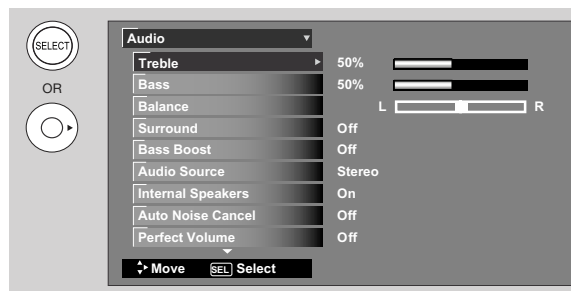 SELECT
OR
Audio
Treble 50%
Bass 50%
Balance L R
Surround Off
Bass Boost Off
Audio Source Stereo
Internal Speakers On
Auto Noise Cancel Off
Perfect Volume Off
Move SEL Select